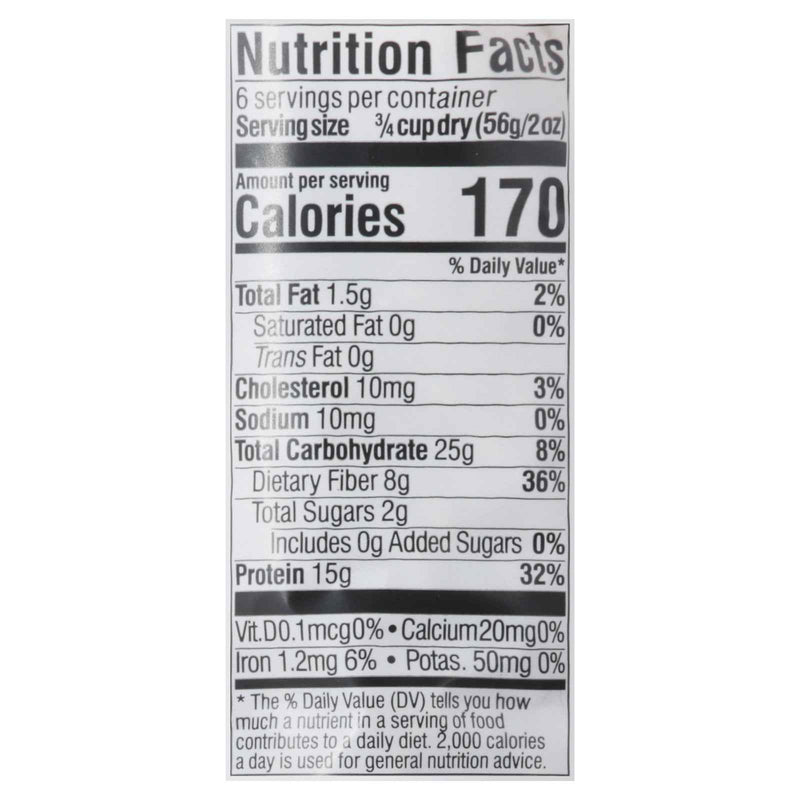 Nutrition Facts
6 servings per container
Serving size ¾ cup dry (56g/2 oz)
Amount per serving
Calories 170
% Daily Value*
Total Fat 1.5g 2%
Saturated Fat 0g 0%
Trans Fat 0g
Cholesterol 10mg 3%
Sodium 10mg 0%
Total Carbohydrate 25g 8%
Dietary Fiber 8g 36%
Total Sugars 2g
Includes 0g Added Sugars 0%
Protein 15g 32%
Vit.D0.1mcg0% • Calcium20mg0%
Iron 1.2mg 6% • Potas. 50mg 0%
* The % Daily Value (DV) tells you how
much a nutrient in a serving of food
contributes to a daily diet. 2,000 calories
a day is used for general nutrition advice.